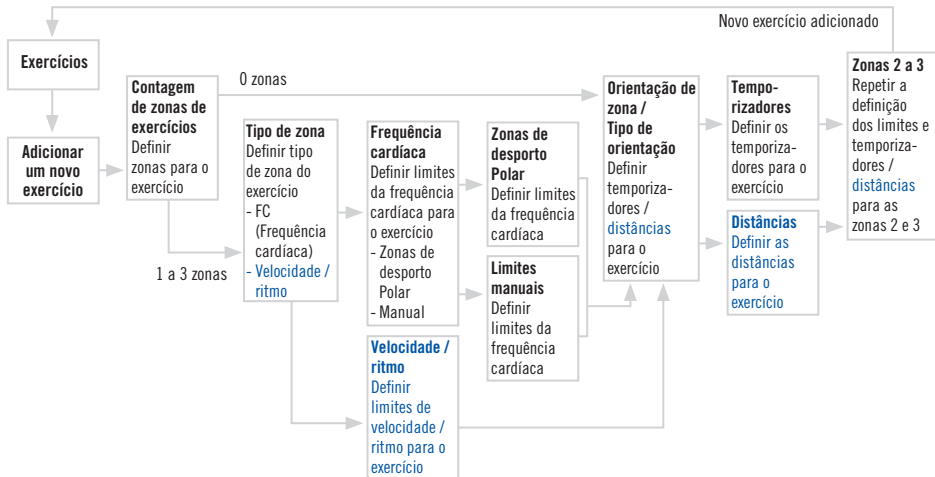 Novo exercício adicionado
Exercícios
Adicionar
um novo
exercício
Contagem
de zonas de
exercícios
Definir
zonas para o
exercício
0 zonas
1 a 3 zonas
Tipo de zona
Definir tipo
de zona do
exercício
- FC
(Frequência
cardíaca)
- Velocidade /
ritmo
Frequência
cardíaca
Definir limites
da frequência
cardíaca para
o exercício
- Zonas de
desporto
Polar
- Manual
Velocidade /
ritmo
Definir
limites de
velocidade /
ritmo para o
exercício
Zonas de
desporto
Polar
Definir limites
da frequência
cardíaca
Limites
manuais
Definir
limites da
frequência
cardíaca
Orientação de
zona /
Tipo de
orientação
Definir
temporiza-
dores /
distâncias
para o
exercício
Tempo-
rizadores
Definir os
temporiza-
dores para o
exercício
Distâncias
Definir as
distâncias
para o
exercício
Zonas 2 a 3
Repetir a
definição
dos limites e
temporiza-
dores /
distâncias
para as
zonas 2 e 3